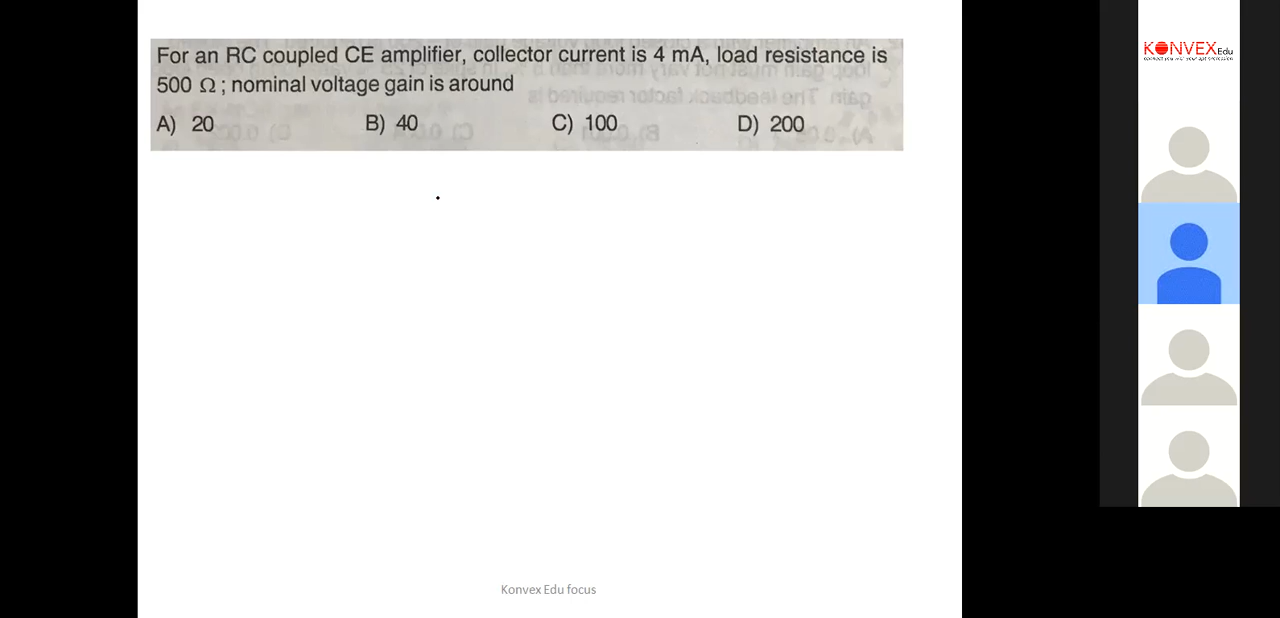 For an RC coupled CE amplifier, collector current is 4 mA, load resistance is
500 Ω ; nominal voltage gain is around
A) 20 B) 40 C) 100 D) 200
KONVEX Edu
Konvex Edu focus